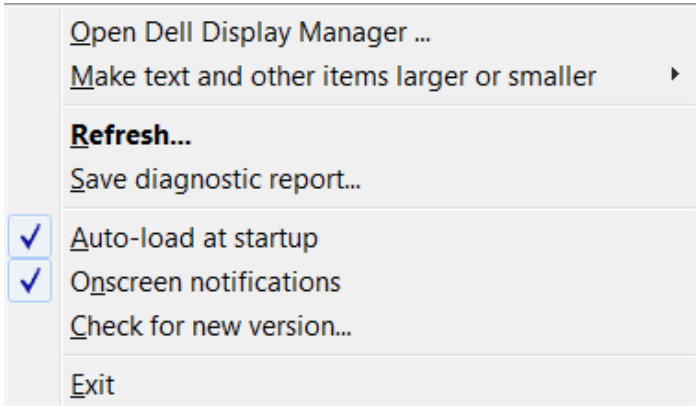 Open Dell Display Manager ...
Make text and other items larger or smaller
Refresh...
Save diagnostic report...
Auto-load at startup
Onscreen notifications
Check for new version...
Exit